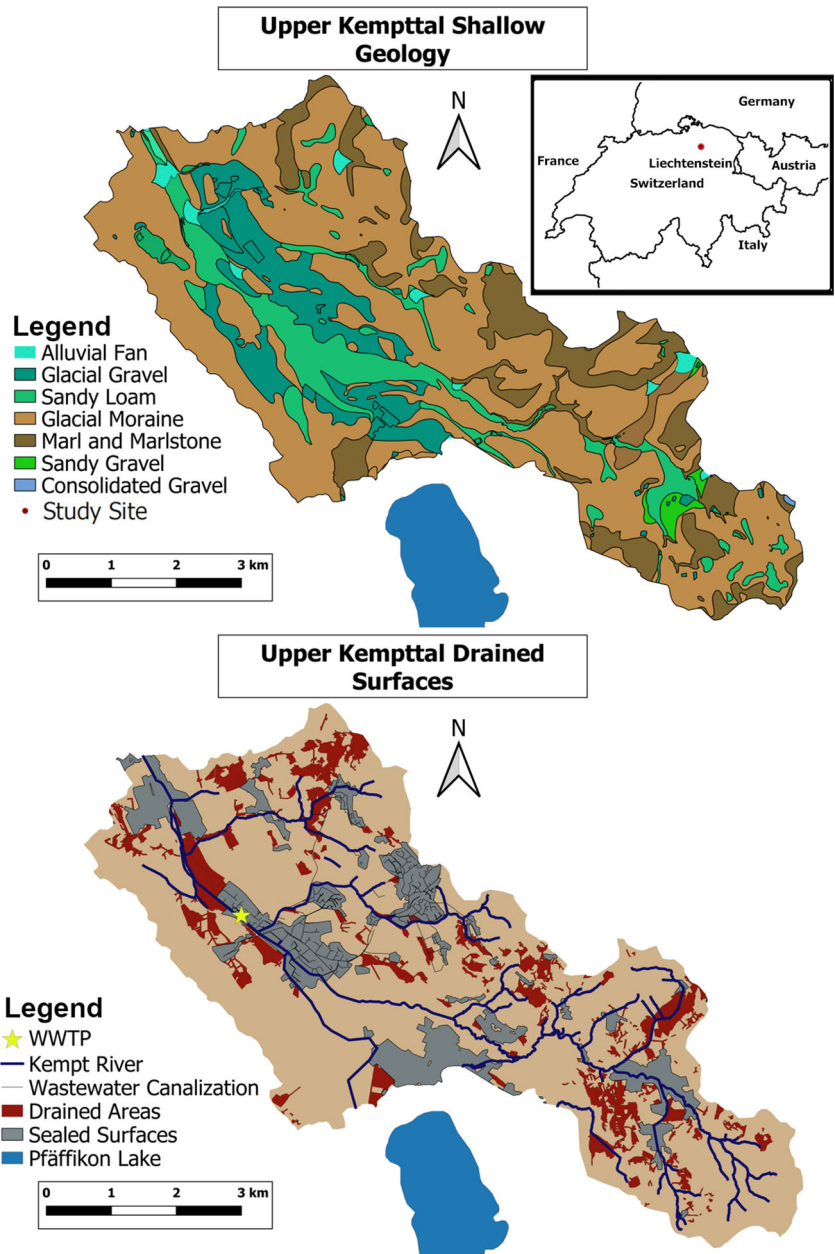 Upper Kempttal Shallow
Geology
N
Germany
France
Liechtenstein
Austria
Switzerland
Italy
Legend
Alluvial Fan
Glacial Gravel
Sandy Loam
Glacial Moraine
Marl and Marlstone
Sandy Gravel
Consolidated Gravel
Study Site
0 1 2 3 km
Upper Kempttal Drained
Surfaces
N
Legend
WWTP
Kempt River
Wastewater Canalization
Drained Areas
Sealed Surfaces
Pfäffikon Lake
0 1 2 3 km